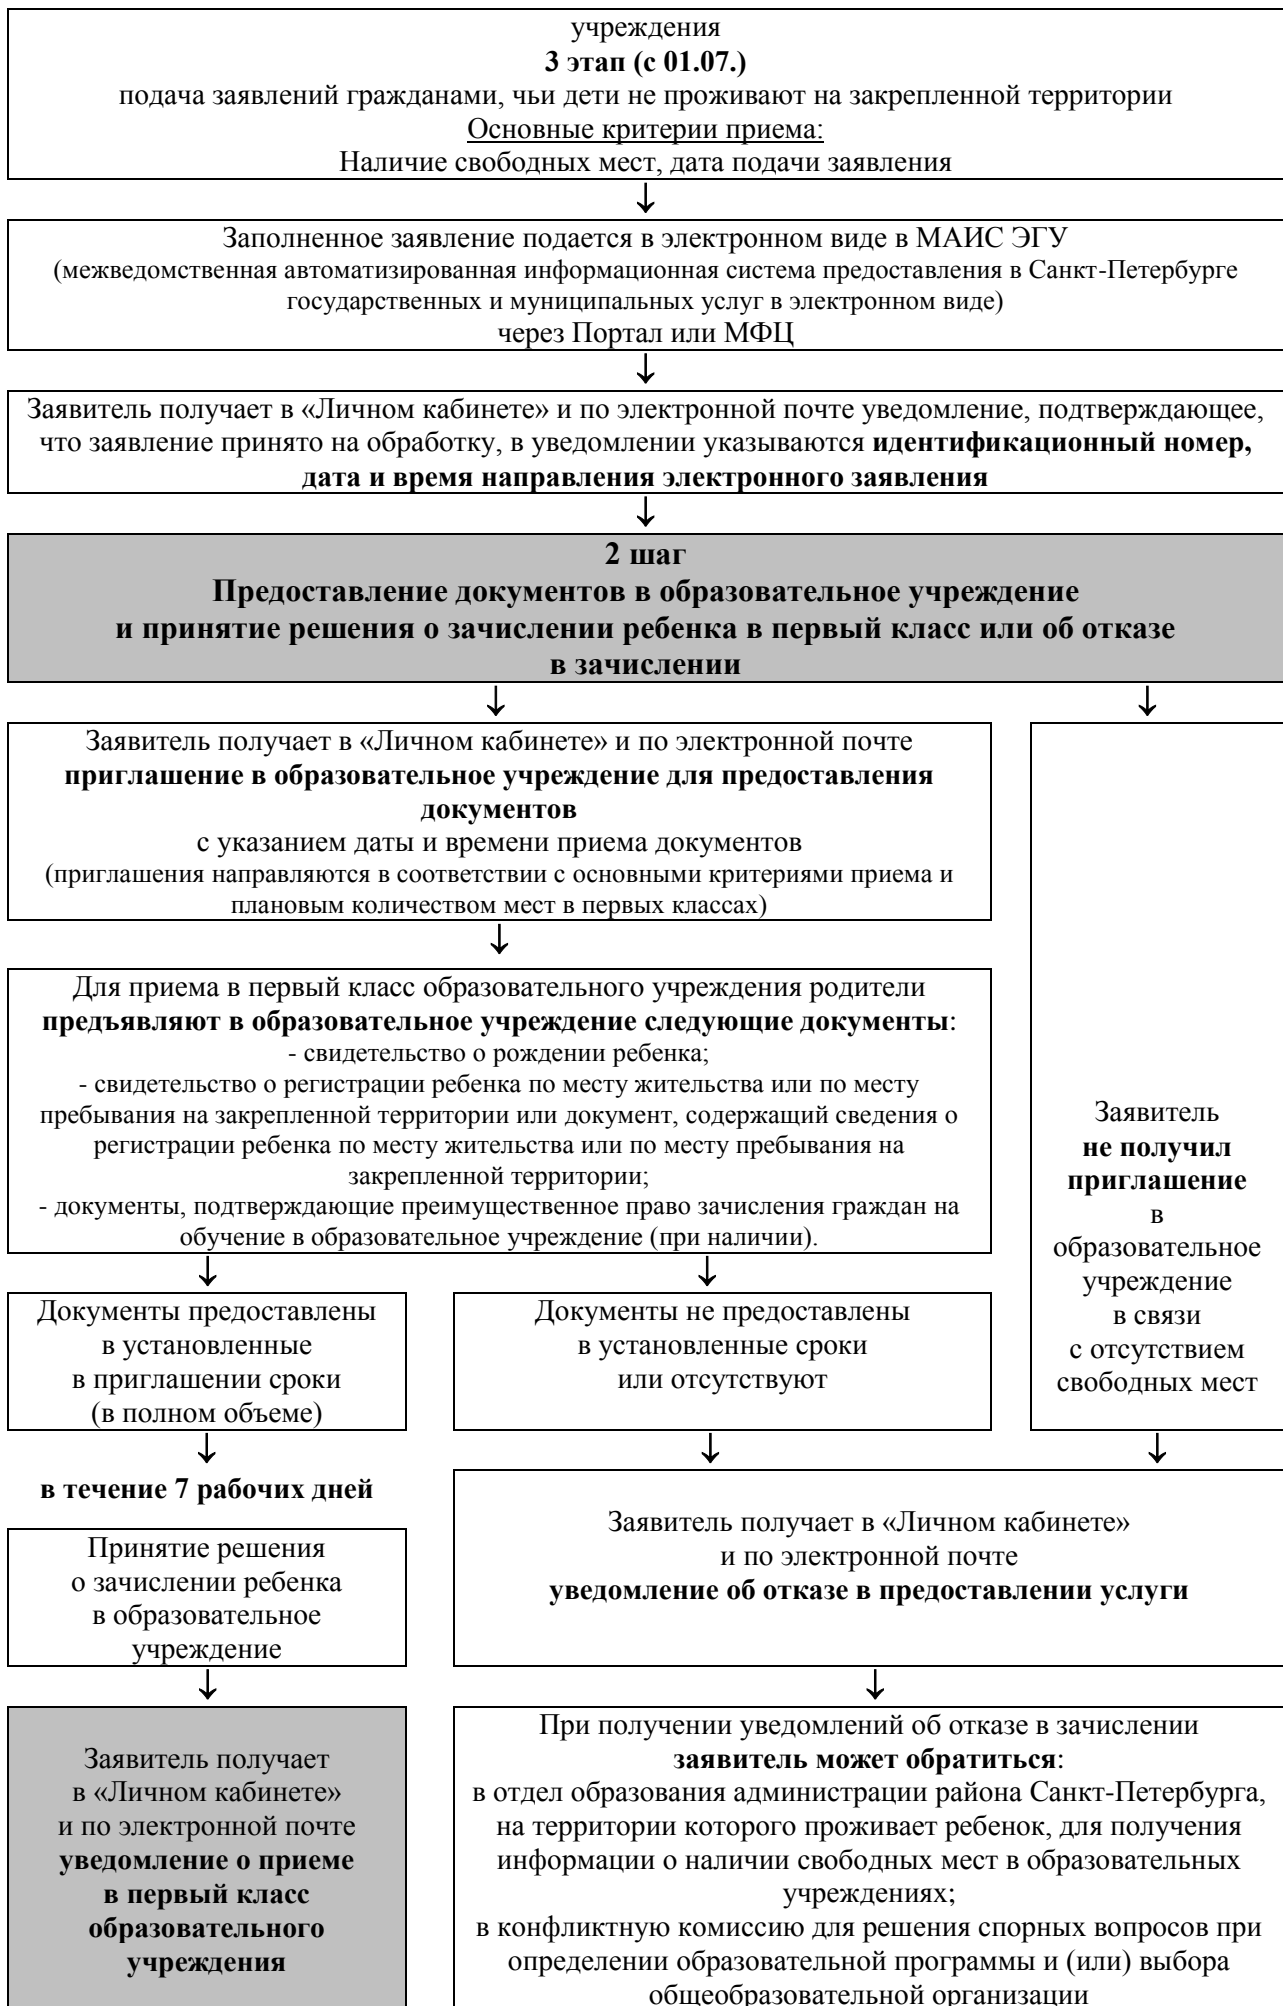 учреждения
3 этап (с 01.07.)
подача заявлений гражданами, чьи дети не проживают на закрепленной территории
Основные критерии приема:
Наличие свободных мест, дата подачи заявления
Заполненное заявление подается в электронном виде в МАИС ЭГУ
(межведомственная автоматизированная информационная система предоставления в Санкт-Петербурге
государственных и муниципальных услуг в электронном виде)
через Портал или МФЦ
Заявитель получает в «Личном кабинете» и по электронной почте уведомление, подтверждающее,
что заявление принято на обработку, в уведомлении указываются идентификационный номер,
дата и время направления электронного заявления
2 шаг
Предоставление документов в образовательное учреждение
и принятие решения о зачислении ребенка в первый класс или об отказе
в зачислении
Заявитель получает в «Личном кабинете» и по электронной почте
приглашение в образовательное учреждение для предоставления
документов
с указанием даты и времени приема документов
(приглашения направляются в соответствии с основными критериями приема и
плановым количеством мест в первых классах)
Для приема в первый класс образовательного учреждения родители
предъявляют в образовательное учреждение следующие документы:
- свидетельство о рождении ребенка;
- свидетельство о регистрации ребенка по месту жительства или по месту
пребывания на закрепленной территории или документ, содержащий сведения о
регистрации ребенка по месту жительства или по месту пребывания на
закрепленной территории;
- документы, подтверждающие преимущественное право зачисления граждан на
обучение в образовательное учреждение (при наличии).
Заявитель
не получил
приглашение
в
образовательное
учреждение
в связи
с отсутствием
свободных мест
Документы предоставлены
в установленные
в приглашении сроки
(в полном объеме)
Документы не предоставлены
в установленные сроки
или отсутствуют
в течение 7 рабочих дней
Принятие решения
о зачислении ребенка
в образовательное
учреждение
Заявитель получает в «Личном кабинете»
и по электронной почте
уведомление об отказе в предоставлении услуги
Заявитель получает
в «Личном кабинете»
и по электронной почте
уведомление о приеме
в первый класс
образовательного
учреждения
При получении уведомлений об отказе в зачислении
заявитель может обратиться:
в отдел образования администрации района Санкт-Петербурга,
на территории которого проживает ребенок, для получения
информации о наличии свободных мест в образовательных
учреждениях;
в конфликтную комиссию для решения спорных вопросов при
определении образовательной программы и (или) выбора
общеобразовательной организации